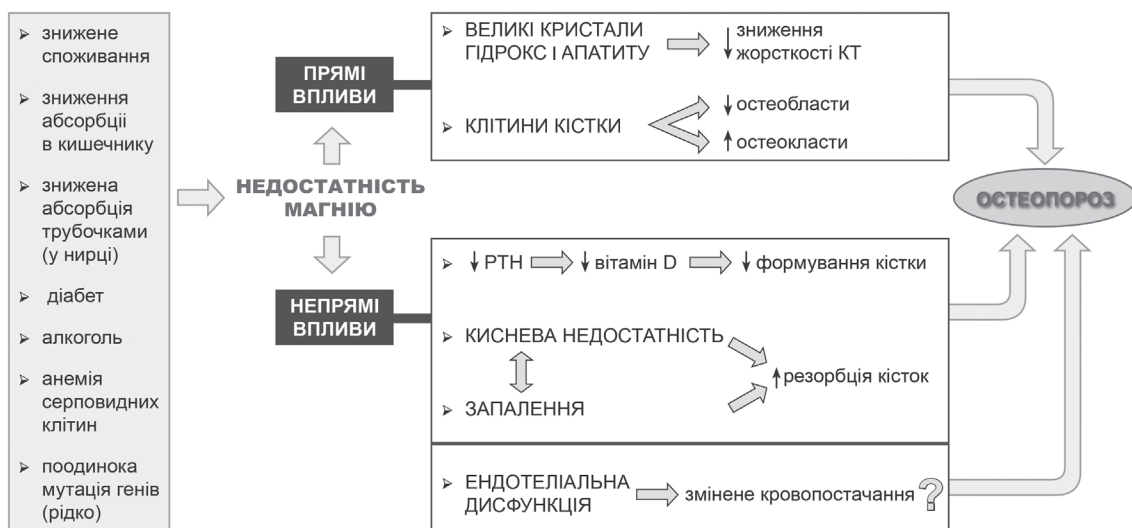 знижене
споживання
зниження
абсорбціі
в кишечнику
знижена
абсорбція
трубочками
(у нирці)
діабет
алкоголь
анемія
серповидних
клітин
поодинока
мутація генів
(рідко)
НЕДОСТАТНІСТЬ
МАГНІЮ
ПРЯМІ
ВПЛИВИ
ВЕЛИКІ КРИСТАЛИ
ГІДРОКС І АПАТИТУ
↓ зниження
жорсткості КТ
КЛІТИНИ КІСТКИ
↓ остеобласти
↑ остеокласти
НЕПРЯМІ
ВПЛИВИ
↓ PTH
↓ вітамін D
↓ формування кістки
КИСНЕВА НЕДОСТАТНІСТЬ
ЗАПАЛЕННЯ
↑ резорбція кісток
ЕНДОТЕЛІАЛЬНА
ДИСФУНКЦІЯ
змінене кровопостачання ?
ОСТЕОПОРОЗ